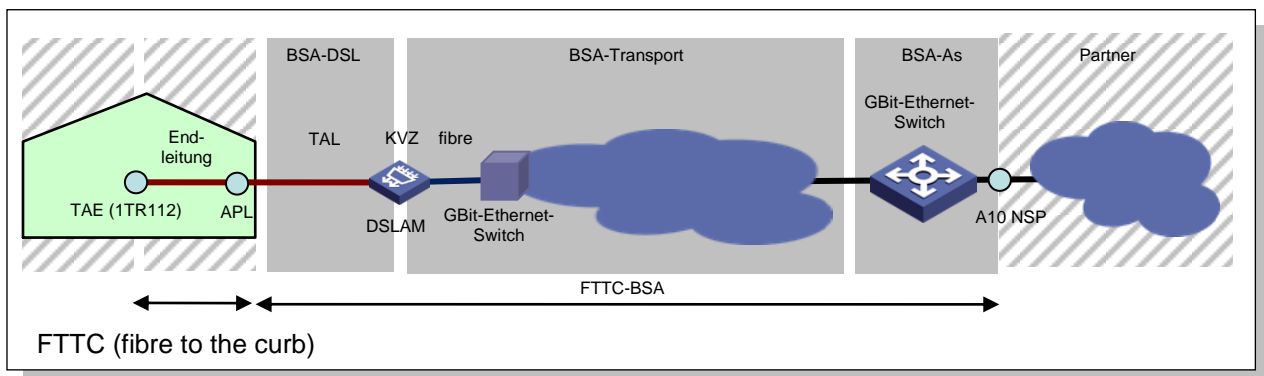 BSA-DSL
BSA-Transport
BSA-As
Partner
GBit-Ethernet-
Switch
End-
leitung
TAL
KVZ
fibre
TAE (1TR112)
APL
DSLAM
GBit-Ethernet-
Switch
A10 NSP
FTTC-BSA
FTTC (fibre to the curb)